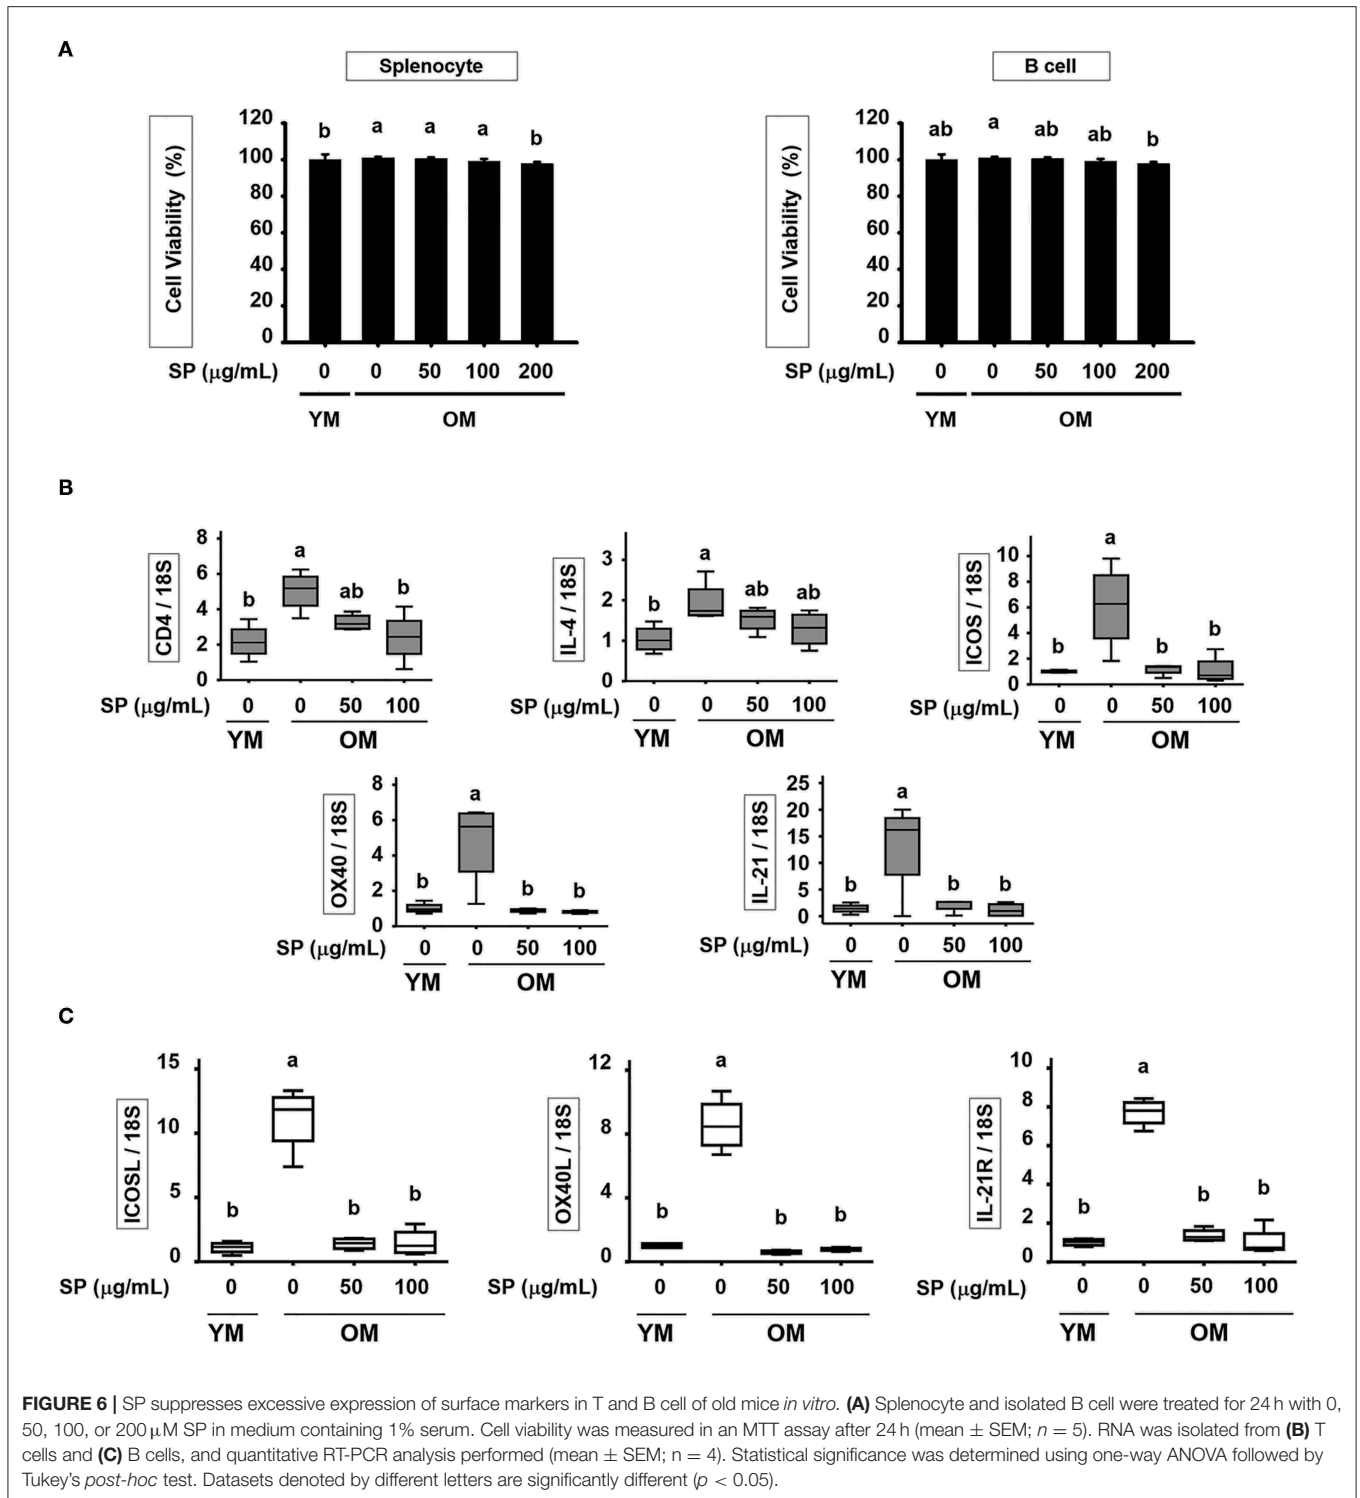 A
Splenocyte
B cell
Cell Viability (%)
120
100
80
60
40
20
0
b a a a b
SP (μg/mL) 0 0 50 100 200
YM OM
Cell Viability (%)
120
100
80
60
40
20
0
ab a ab ab b
SP (μg/mL) 0 0 50 100 200
YM OM
B
CD4 / 18S
8
6
4
2
0
b a ab b
SP (μg/mL) 0 0 50 100
YM OM
IL-4 / 18S
3
2
1
0
b a ab ab
SP (μg/mL) 0 0 50 100
YM OM
ICOS / 18S
10
8
6
4
2
0
b a b b
SP (μg/mL) 0 0 50 100
YM OM
OX40 / 18S
8
6
4
2
0
b a b b
SP (μg/mL) 0 0 50 100
YM OM
IL-21 / 18S
25
20
15
10
5
0
b a b b
SP (μg/mL) 0 0 50 100
YM OM
C
ICOSL / 18S
15
10
5
0
b a b b
SP (μg/mL) 0 0 50 100
YM OM
OX40L / 18S
12
8
4
0
b a b b
SP (μg/mL) 0 0 50 100
YM OM
IL-21R / 18S
10
8
6
4
2
0
b a b b
SP (μg/mL) 0 0 50 100
YM OM
FIGURE 6 | SP suppresses excessive expression of surface markers in T and B cell of old mice in vitro. (A) Splenocyte and isolated B cell were treated for 24 h with 0,
50, 100, or 200 μM SP in medium containing 1% serum. Cell viability was measured in an MTT assay after 24 h (mean ± SEM; n = 5). RNA was isolated from (B) T
cells and (C) B cells, and quantitative RT-PCR analysis performed (mean ± SEM; n = 4). Statistical significance was determined using one-way ANOVA followed by
Tukey's post-hoc test. Datasets denoted by different letters are significantly different (p < 0.05).